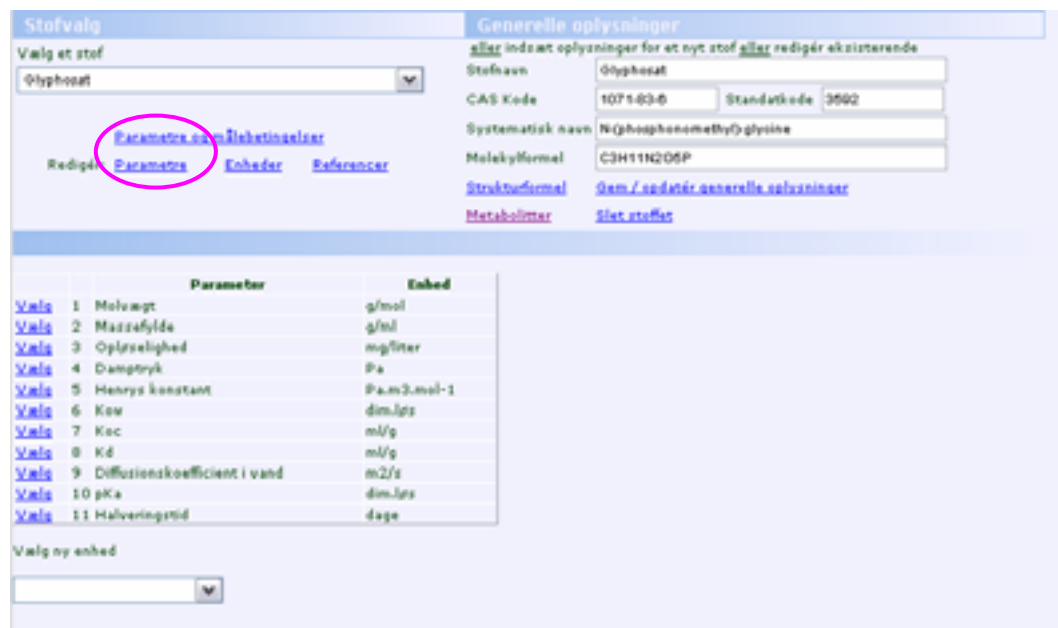 Stofvalg
Vælg et stof
Glyphosat
Parametre og målebetingelser
Redigér: Parametre Enheder Referencer
Generelle oplysninger
eller indsæt oplysninger for et nyt stof eller redigér eksisterende
Stofnavn Glyphosat
CAS Kode 1071-83-6 Standatkode 3592
Systematisk navn N-(phosphonomethyl)-glycine
Molekylformel C3H11N2O5P
Strukturformel Gem / opdatér generelle oplysninger
Metabolitter Slet stoffet
Parameter Enhed
Vælg 1 Molvægt g/mol
Vælg 2 Massefylde g/ml
Vælg 3 Opløselighed mg/liter
Vælg 4 Damptryk Pa
Vælg 5 Henrys konstant Pa.m3.mol-1
Vælg 6 Kow dim.løs
Vælg 7 Koc ml/g
Vælg 8 Kd ml/g
Vælg 9 Diffusionskoefficient i vand m2/s
Vælg 10 pKa dim.løs
Vælg 11 Halveringstid dage
Vælg ny enhed